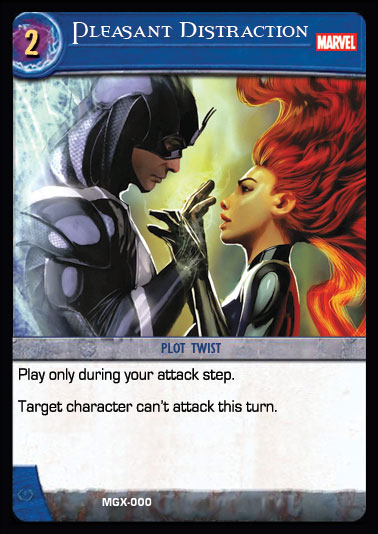 2
Pleasant Distraction
MARVEL
PLOT TWIST
Play only during your attack step.
Target character can't attack this turn.
MGX-000